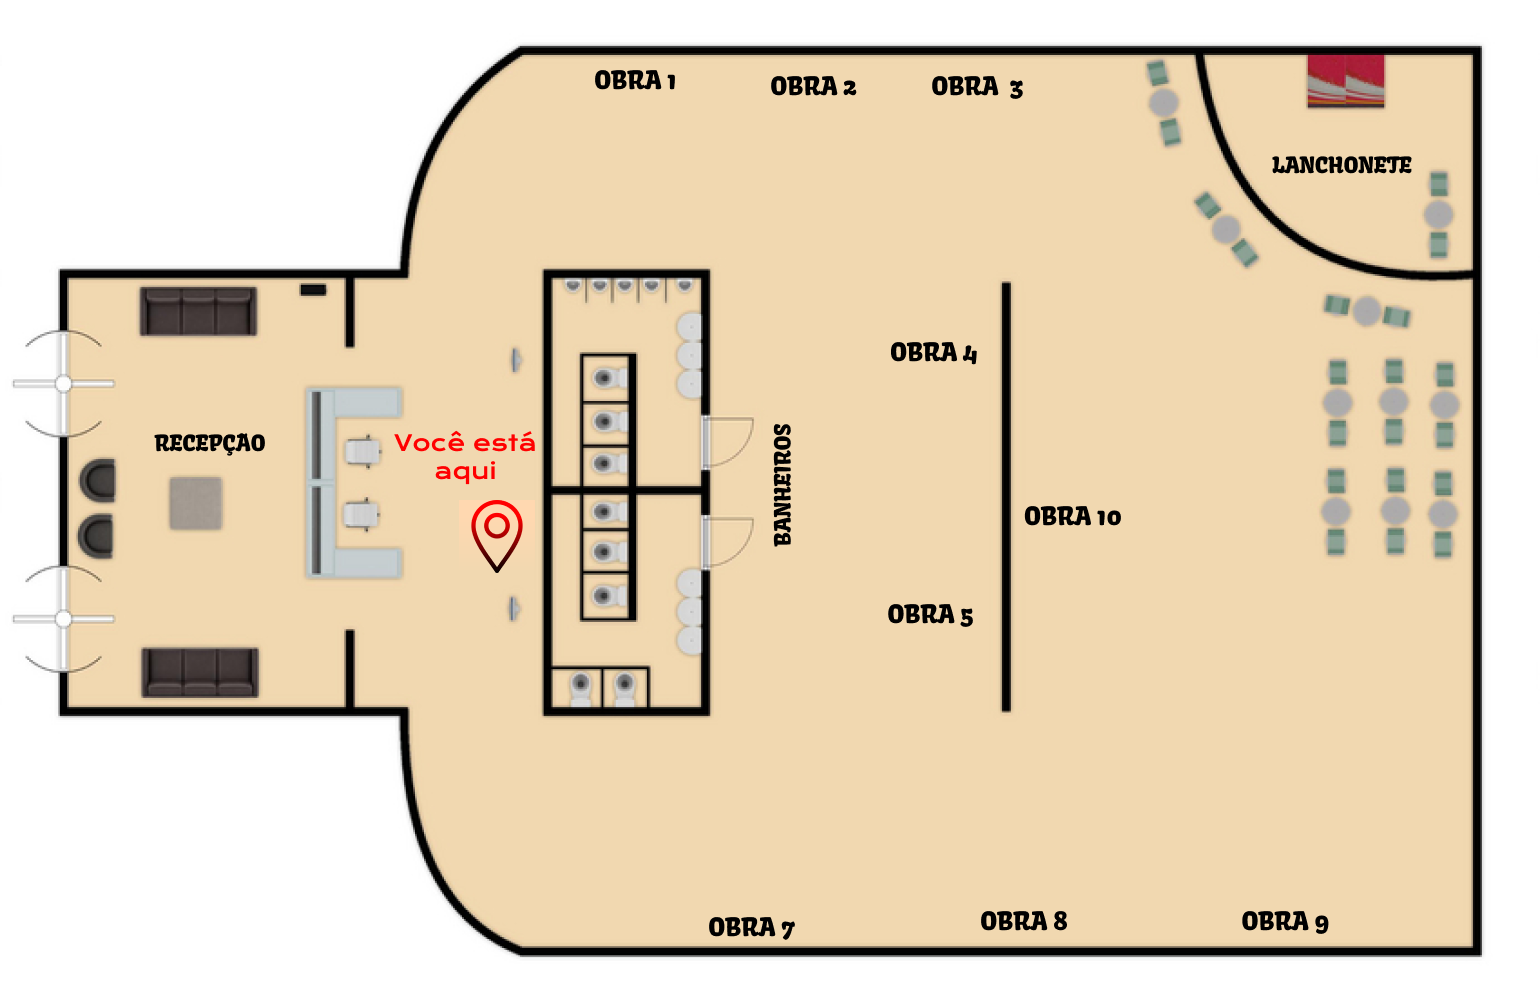 OBRA 1
OBRA 2
OBRA 3
LANCHONETE
OBRA 4
RECEPÇÃO
Você está
aqui
BANHEIROS
OBRA 10
OBRA 5
OBRA 7
OBRA 8
OBRA 9